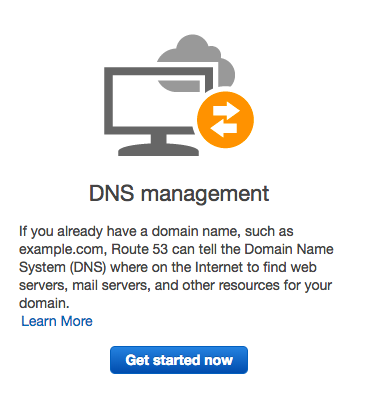 DNS management
If you already have a domain name, such as
example.com, Route 53 can tell the Domain Name
System (DNS) where on the Internet to find web
servers, mail servers, and other resources for your
domain.
Learn More
Get started now